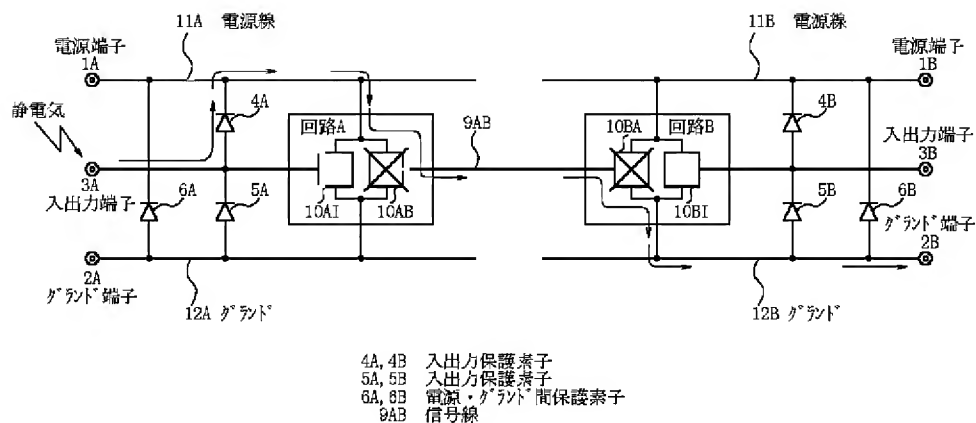 11A 電源線
11B 電源線
電源端子
1A
電源端子
1B
静電気
4A
回路A
9AB
10BA
回路B
4B
入出力端子
3B
3A
入出力端子
6A
5A
10AI
10AB
10BI
5B
6B
グランド端子
2B
2A
グランド端子
12A グランド
12B グランド
4A, 4B 入出力保護素子
5A, 5B 入出力保護素子
6A, 6B 電源・グランド間保護素子
9AB 信号線